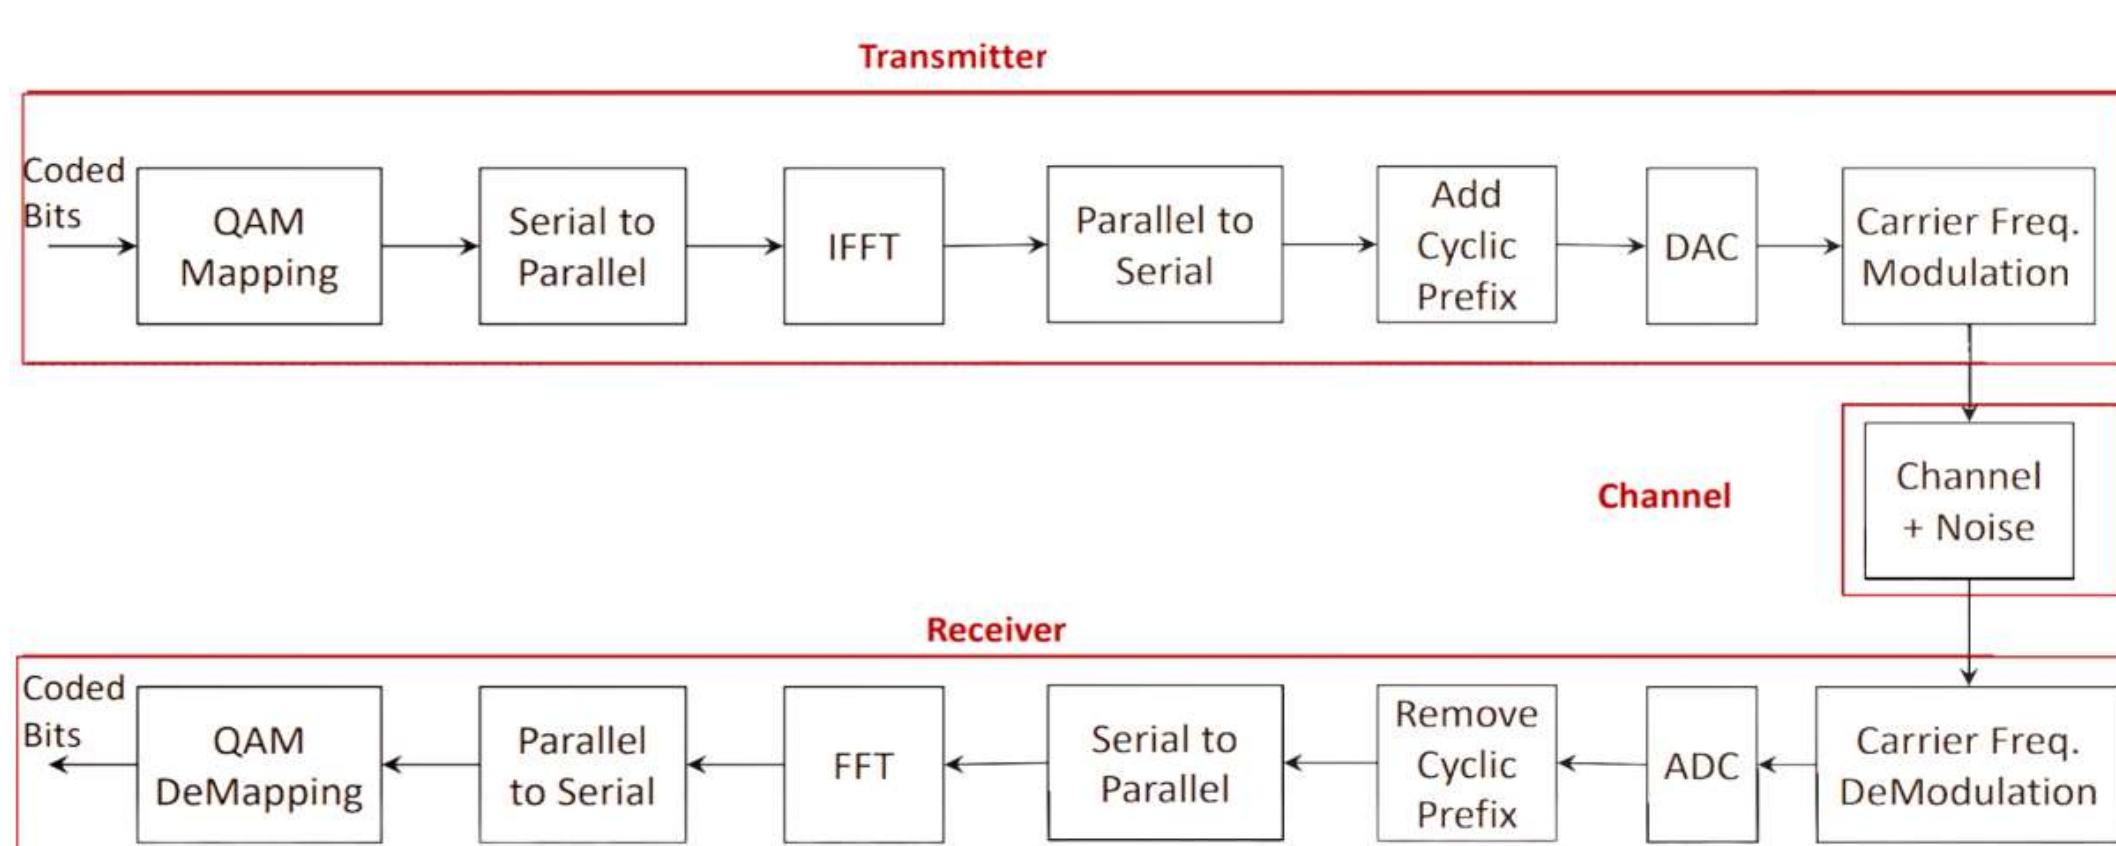 Transmitter
Coded
Bits
QAM
Mapping
Serial to
Parallel
IFFT
Parallel to
Serial
Add
Cyclic
Prefix
DAC
Carrier Freq.
Modulation
Channel
Channel
+ Noise
Receiver
Coded
Bits
QAM
DeMapping
Parallel
to Serial
FFT
Serial to
Parallel
Remove
Cyclic
Prefix
ADC
Carrier Freq.
DeModulation